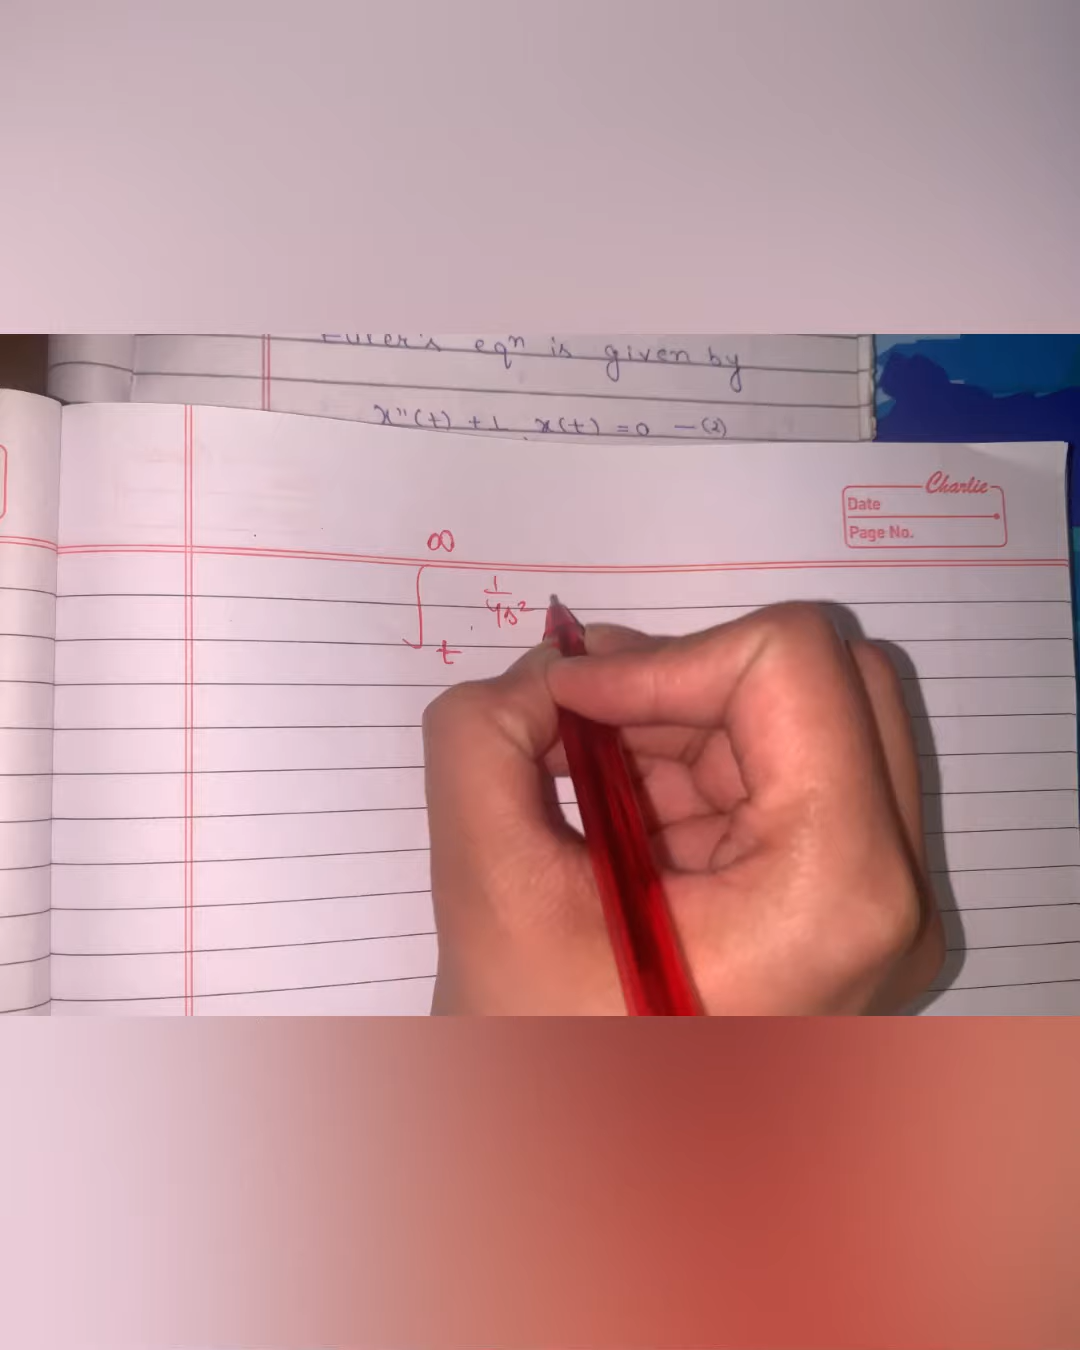 Euler's eqⁿ is given by
x''(t) + 1 x(t) = 0 — (2)
Charlie
Date
Page No.
∞
∫ 1/4s²
t